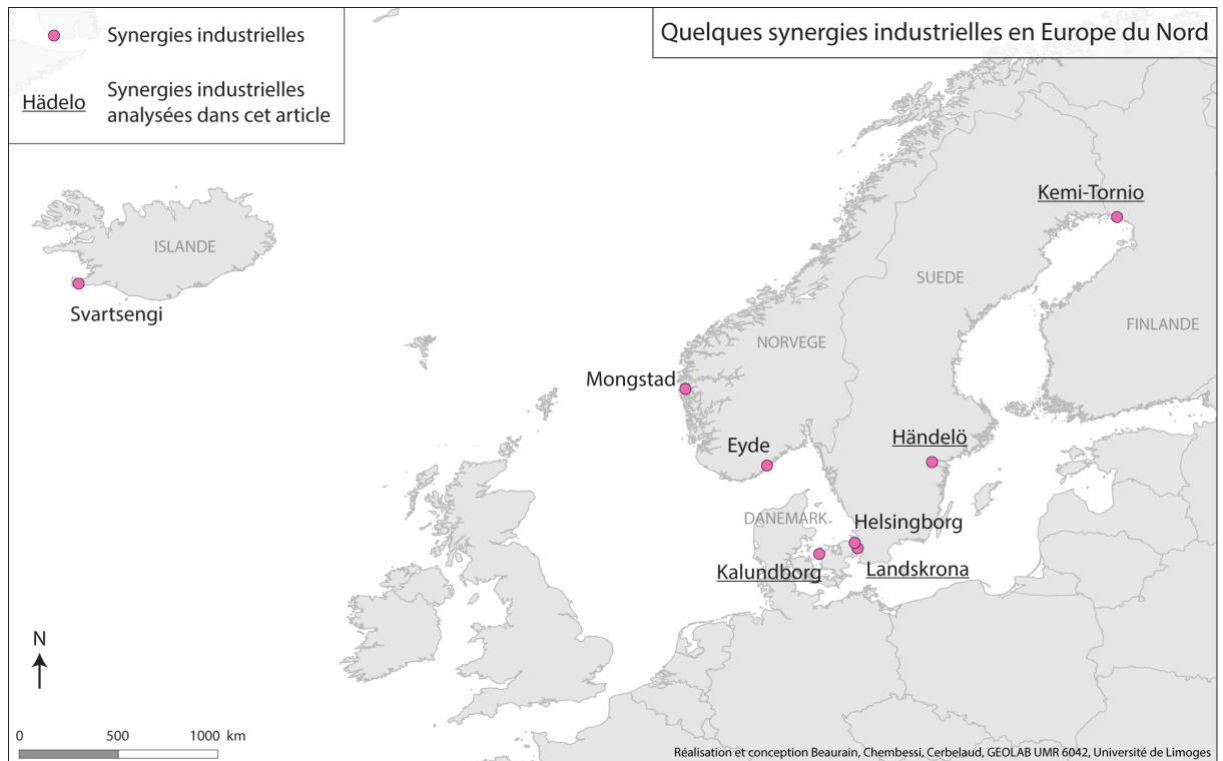 Quelques synergies industrielles en Europe du Nord
Synergies industrielles
Hädelo
Synergies industrielles
analysées dans cet article
Kemi-Tornio
ISLANDE
SUEDE
Svartsengi
FINLANDE
NORVEGE
Mongstad
Händelö
Eyde
DANEMARK
Helsingborg
Landskrona
Kalundborg
N
0 500 1000 km
Réalisation et conception Beaurain, Chembessi, Cerbelaud, GEOLAB UMR 6042, Université de Limoges